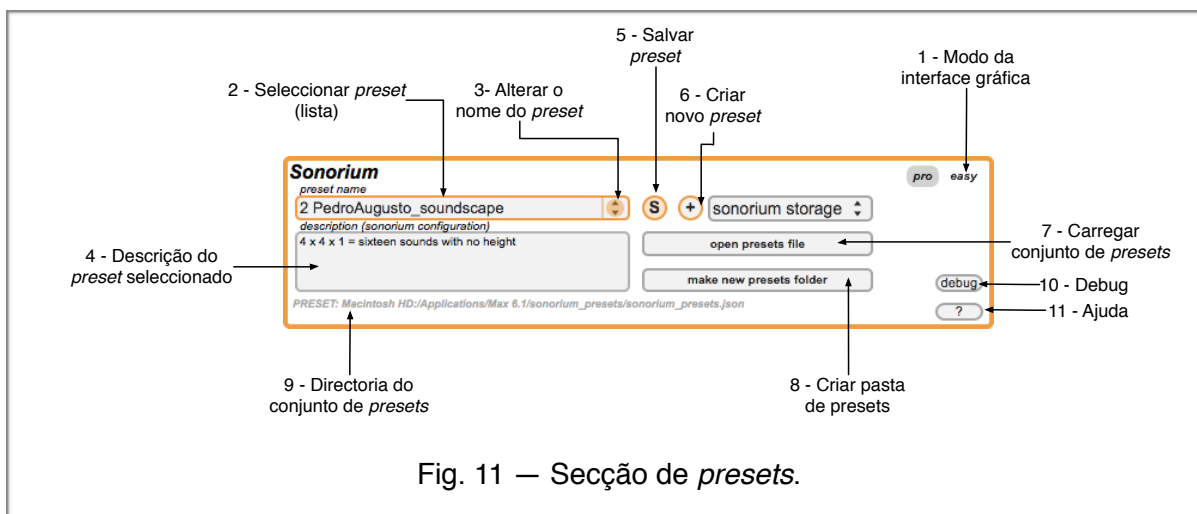 5 - Salvar
preset
1 - Modo da
interface gráfica
2 - Seleccionar preset
(lista)
3- Alterar o
nome do preset
6 - Criar
novo preset
Sonorium
pro easy
preset name
2 PedroAugusto_soundscape
S + sonorium storage
description (sonorium configuration)
4 x 4 x 1 = sixteen sounds with no height
open presets file
4 - Descrição do
preset seleccionado
7 - Carregar
conjunto de presets
make new presets folder
debug
10 - Debug
PRESET: Macintosh HD:/Applications/Max 6.1/sonorium_presets/sonorium_presets.json
?
11 - Ajuda
9 - Directoria do
conjunto de presets
8 - Criar pasta
de presets
Fig. 11 — Secção de presets.